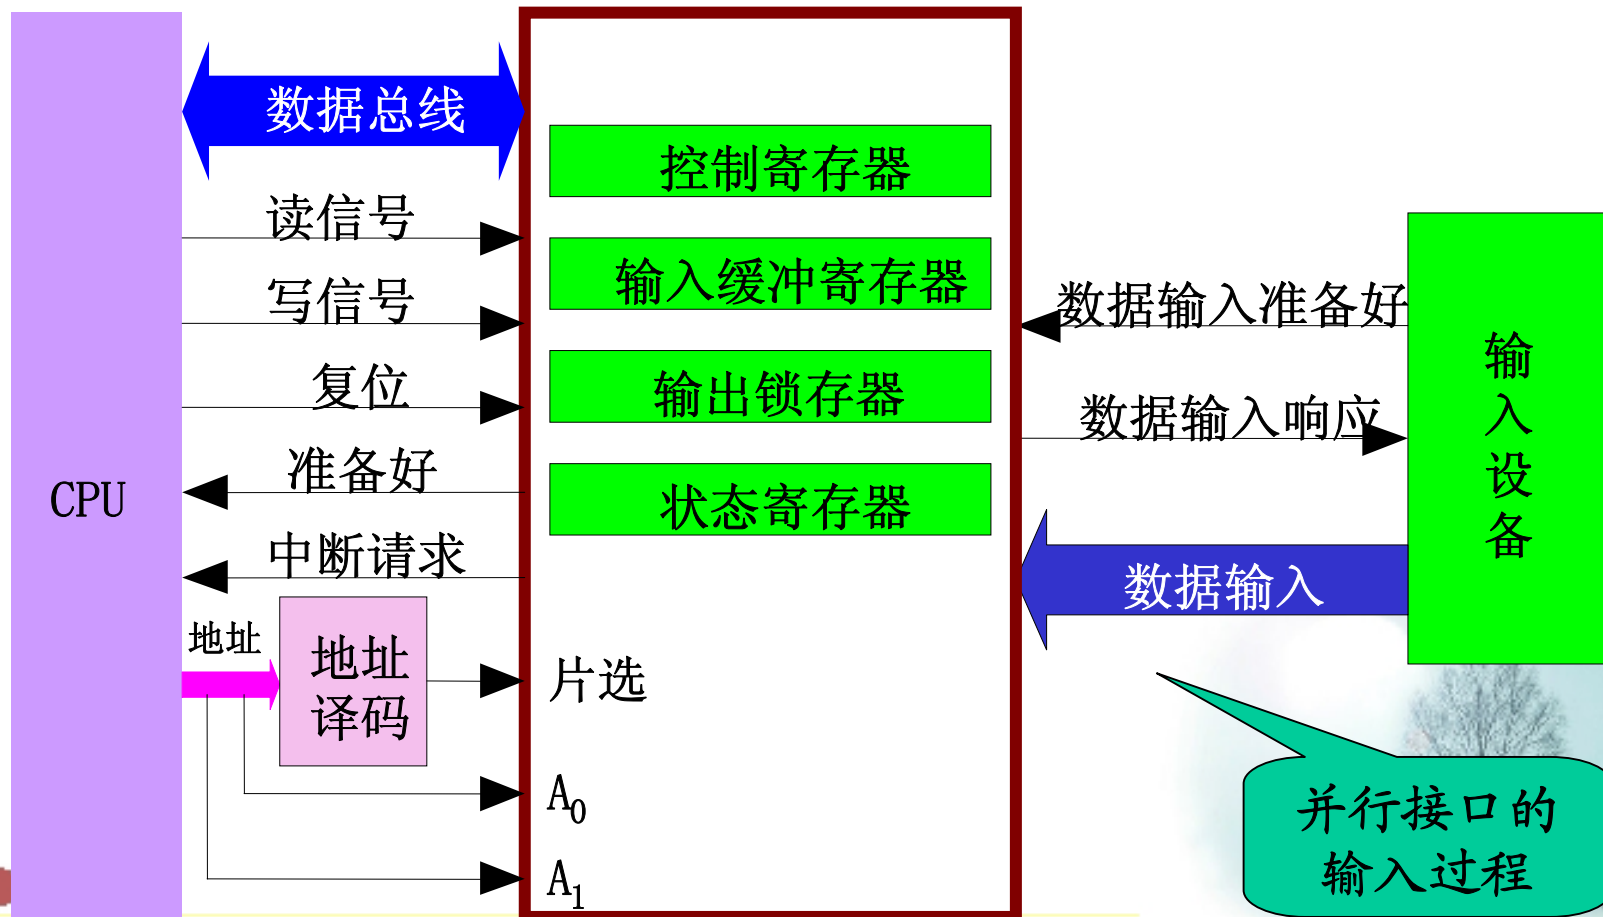 数据总线
控制寄存器
读信号
输入缓冲寄存器
写信号
数据输入准备好
复位
输出锁存器
数据输入响应
准备好
CPU
状态寄存器
输
入
设
备
中断请求
数据输入
地址
地址
译码
片选
A₀
A₁
并行接口的
输入过程